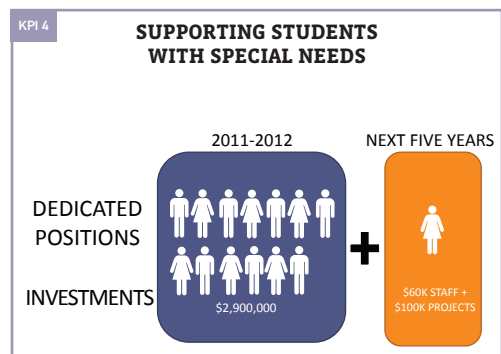 KPI 4
SUPPORTING STUDENTS
WITH SPECIAL NEEDS
2011-2012
NEXT FIVE YEARS
DEDICATED
POSITIONS
INVESTMENTS
$2,900,000
+
$60K STAFF +
$100K PROJECTS